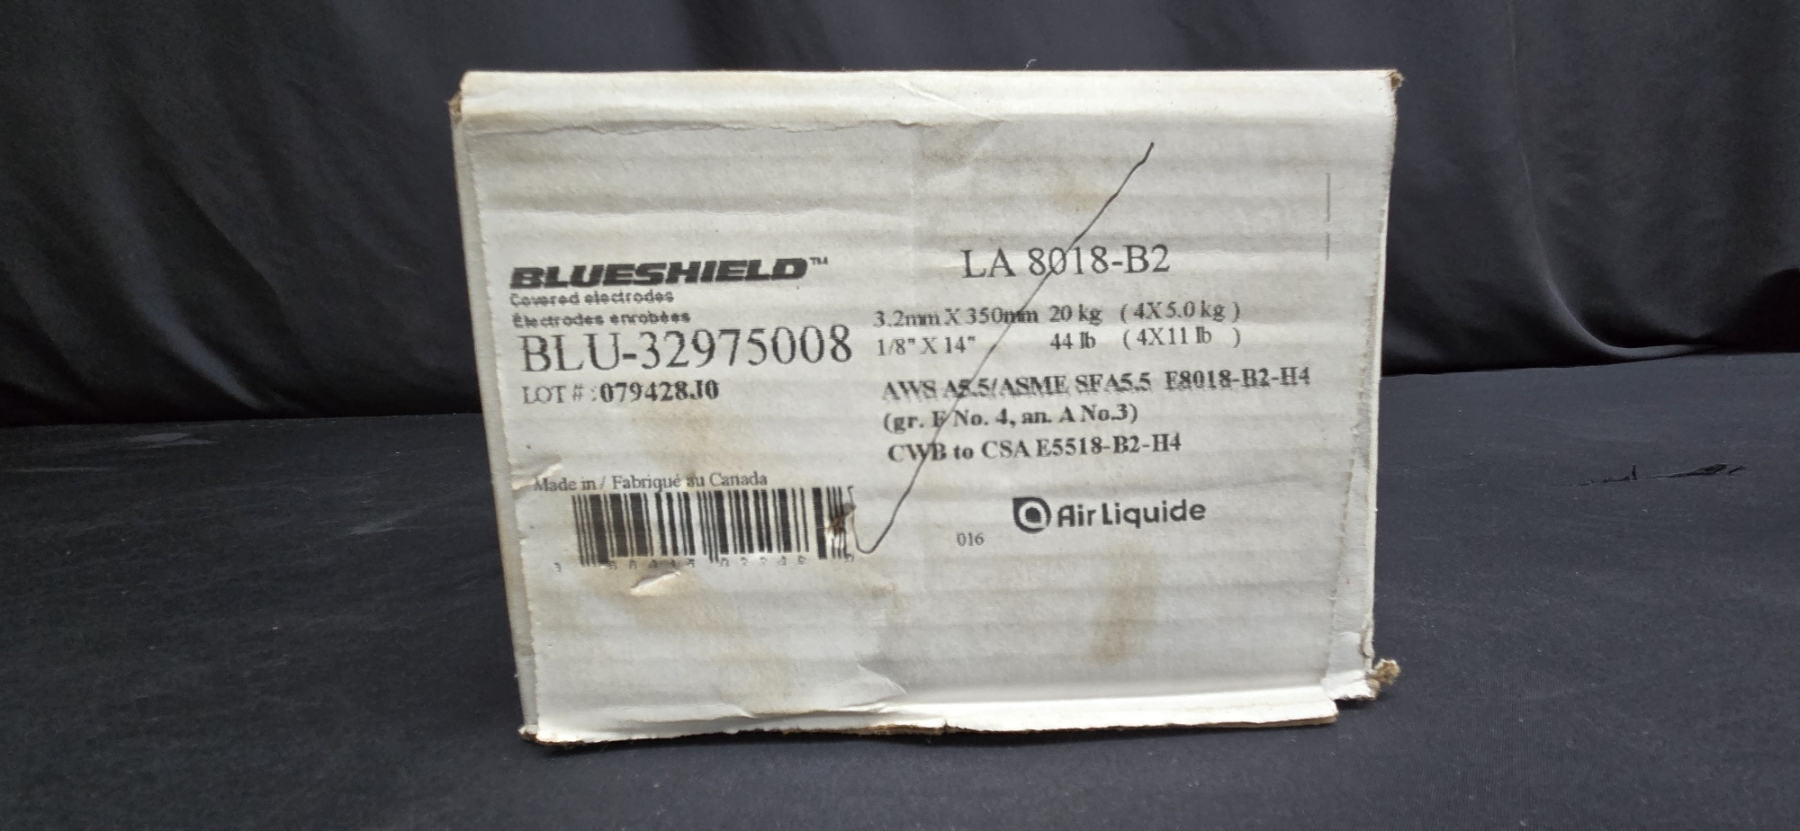 BLUESHIELD™
Covered electrodes
Électrodes enrobées
BLU-32975008
LOT # : 079428J0
Made in / Fabriqué au Canada
LA 8018-B2
3.2mm X 350mm 20 kg ( 4X5.0 kg )
1/8" X 14" 44 lb ( 4X11 lb )
AWS A5.5/ASME SFA5.5 E8018-B2-H4
(gr. F No. 4, an. A No.3)
CWB to CSA E5518-B2-H4
Air Liquide
016